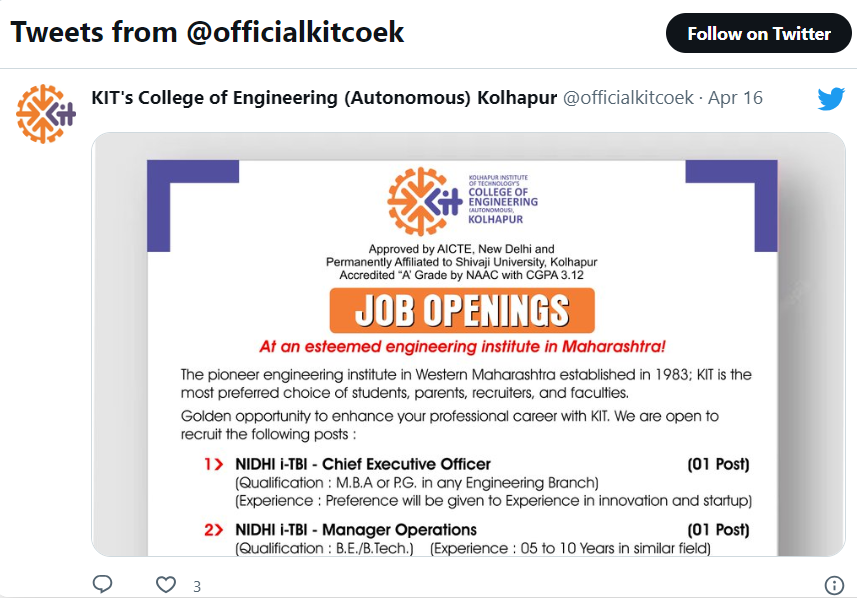 Tweets from @officialkitcoek
Follow on Twitter
KIT's College of Engineering (Autonomous) Kolhapur @officialkitcoek · Apr 16
Kit
KOLHAPUR INSTITUTE
OF TECHNOLOGY'S
COLLEGE OF
ENGINEERING
(AUTONOMOUS),
KOLHAPUR
Approved by AICTE, New Delhi and
Permanently Affiliated to Shivaji University, Kolhapur
Accredited “A’ Grade by NAAC with CGPA 3.12
JOB OPENINGS
At an esteemed engineering institute in Maharashtra!
The pioneer engineering institute in Western Maharashtra established in 1983; KIT is the
most preferred choice of students, parents, recruiters, and faculties.
Golden opportunity to enhance your professional career with KIT. We are open to
recruit the following posts :
1> NIDHI i-TBI - Chief Executive Officer (01 Post)
(Qualification : M.B.A or P.G. in any Engineering Branch)
(Experience : Preference will be given to Experience in innovation and startup)
2> NIDHI i-TBI - Manager Operations (01 Post)
(Qualification : B.E./B.Tech.) (Experience : 05 to 10 Years in similar field)
3